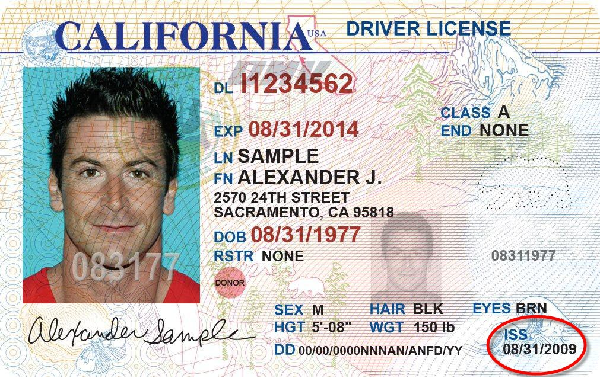 CALIFORNIA USA DRIVER LICENSE
DMV
DL I1234562
CLASS A
EXP 08/31/2014
END NONE
LN SAMPLE
FN ALEXANDER J.
2570 24TH STREET
SACRAMENTO, CA 95818
DOB 08/31/1977
RSTR NONE
08311977
083177
DONOR
SEX M HAIR BLK EYES BRN
HGT 5'-08" WGT 150 lb
ISS
DD 00/00/0000NNNAN/ANFD/YY
08/31/2009
Alexander Sample